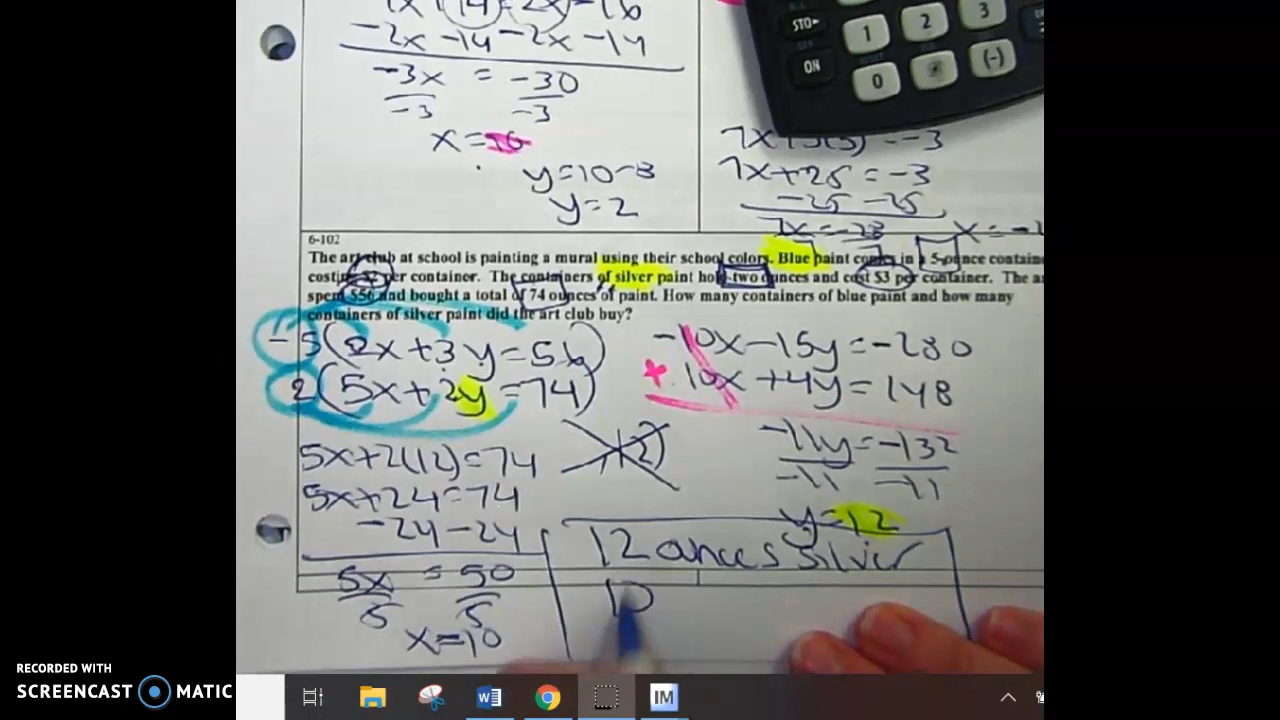 -2x -14 -2x -14
-3x = -30
-3 -3
x=
y=10-8
y=2
STO▸
ON
1
2
3
0
(-)
7x+25=-3
-25 -25
6-102
The art club at school is painting a mural using their school colors. Blue paint comes in a 5-ounce
per container. The containers of silver paint hold two ounces and cost $3 per container. The
spent $56 and bought a total of 74 ounces of paint. How many containers of blue paint and how many
containers of silver paint did the art club buy?
-5(2x+3y=56)
2(5x+2y=74)
-10x-15y=-280
+ 10x+4y=148
-11y=-132
-11 -11
y=12
5x+2(12)=74
5x+24=74
-24 -24
5x = 50
5 5
x=10
12 ounces silver
10
RECORDED WITH
SCREENCAST MATIC
W
IM